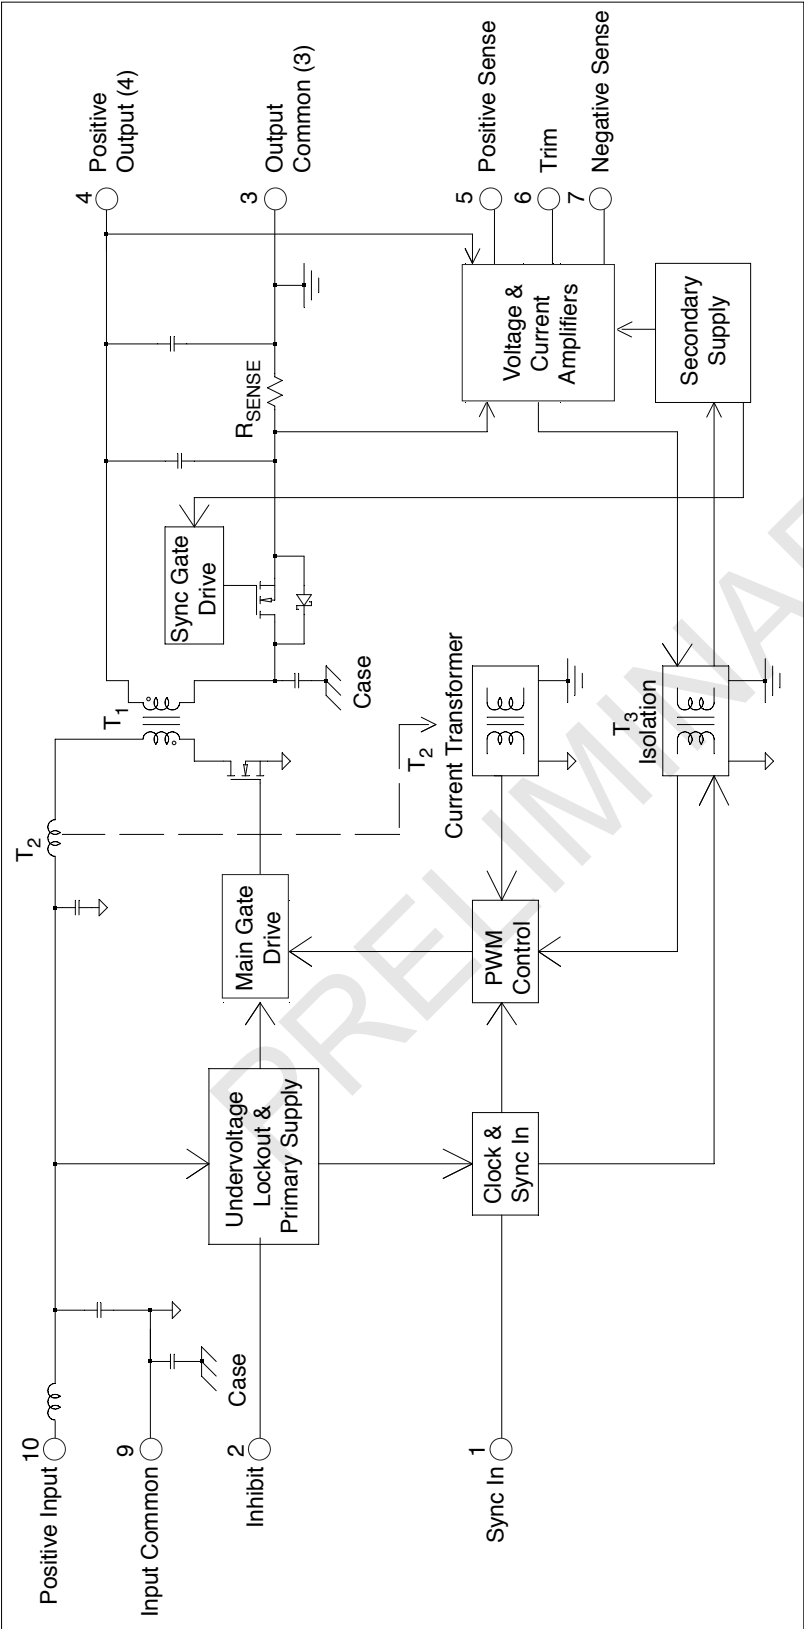 10
Positive Input
9
Input Common
2
Inhibit
1
Sync In
Case
Undervoltage
Lockout &
Primary Supply
Clock &
Sync In
Main Gate
Drive
PWM
Control
T2
T1
T2
Current Transformer
T3
Isolation
Case
Sync Gate
Drive
RSENSE
Voltage &
Current
Amplifiers
Secondary
Supply
4
Positive
Output (4)
3
Output
Common (3)
5
Positive Sense
6
Trim
7
Negative Sense